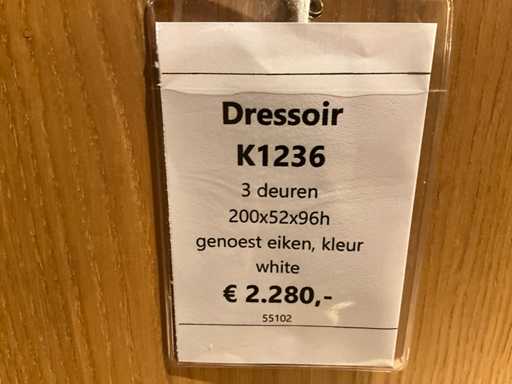 Dressoir
K1236
3 deuren
200x52x96h
genoest eiken, kleur
white
€ 2.280,-
55102